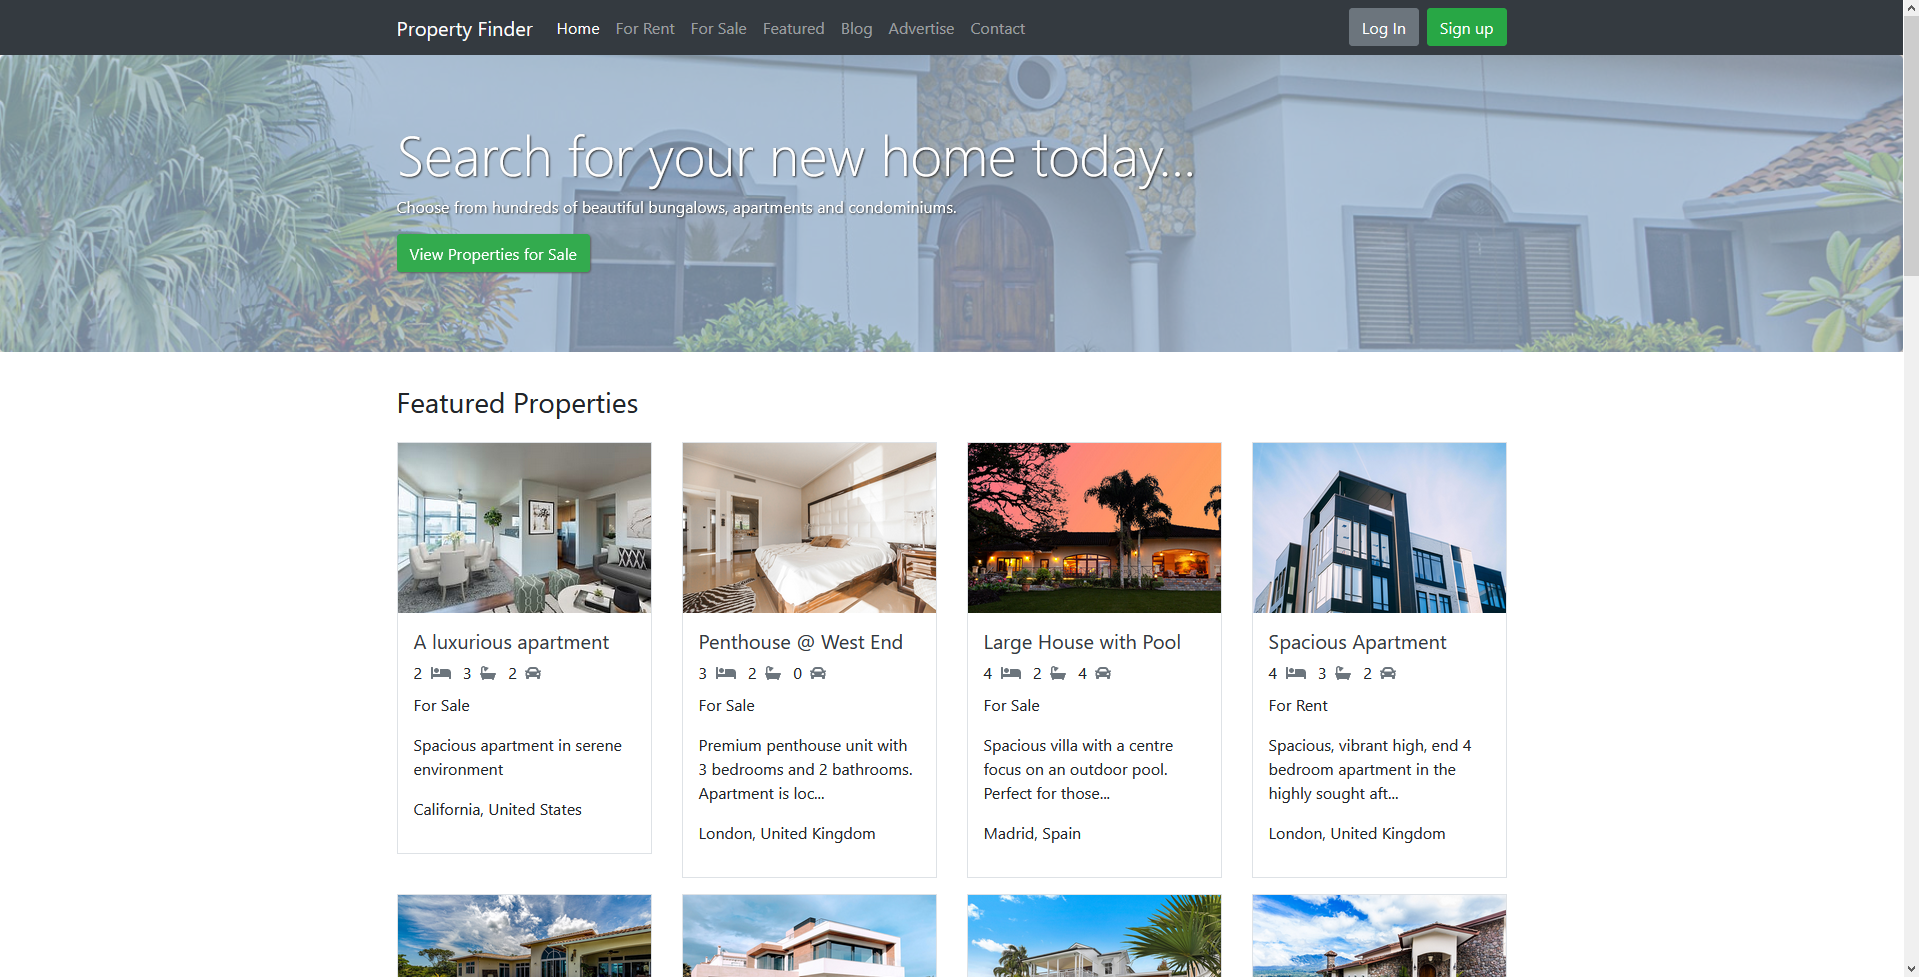 Property Finder Home For Rent For Sale Featured Blog Advertise Contact Log In Sign up
Search for your new home today...
Choose from hundreds of beautiful bungalows, apartments and condominiums.
View Properties for Sale
Featured Properties
A luxurious apartment
2 3 2
For Sale
Spacious apartment in serene
environment
California, United States
Penthouse @ West End
3 2 0
For Sale
Premium penthouse unit with
3 bedrooms and 2 bathrooms.
Apartment is loc...
London, United Kingdom
Large House with Pool
4 2 4
For Sale
Spacious villa with a centre
focus on an outdoor pool.
Perfect for those...
Madrid, Spain
Spacious Apartment
4 3 2
For Rent
Spacious, vibrant high, end 4
bedroom apartment in the
highly sought aft...
London, United Kingdom